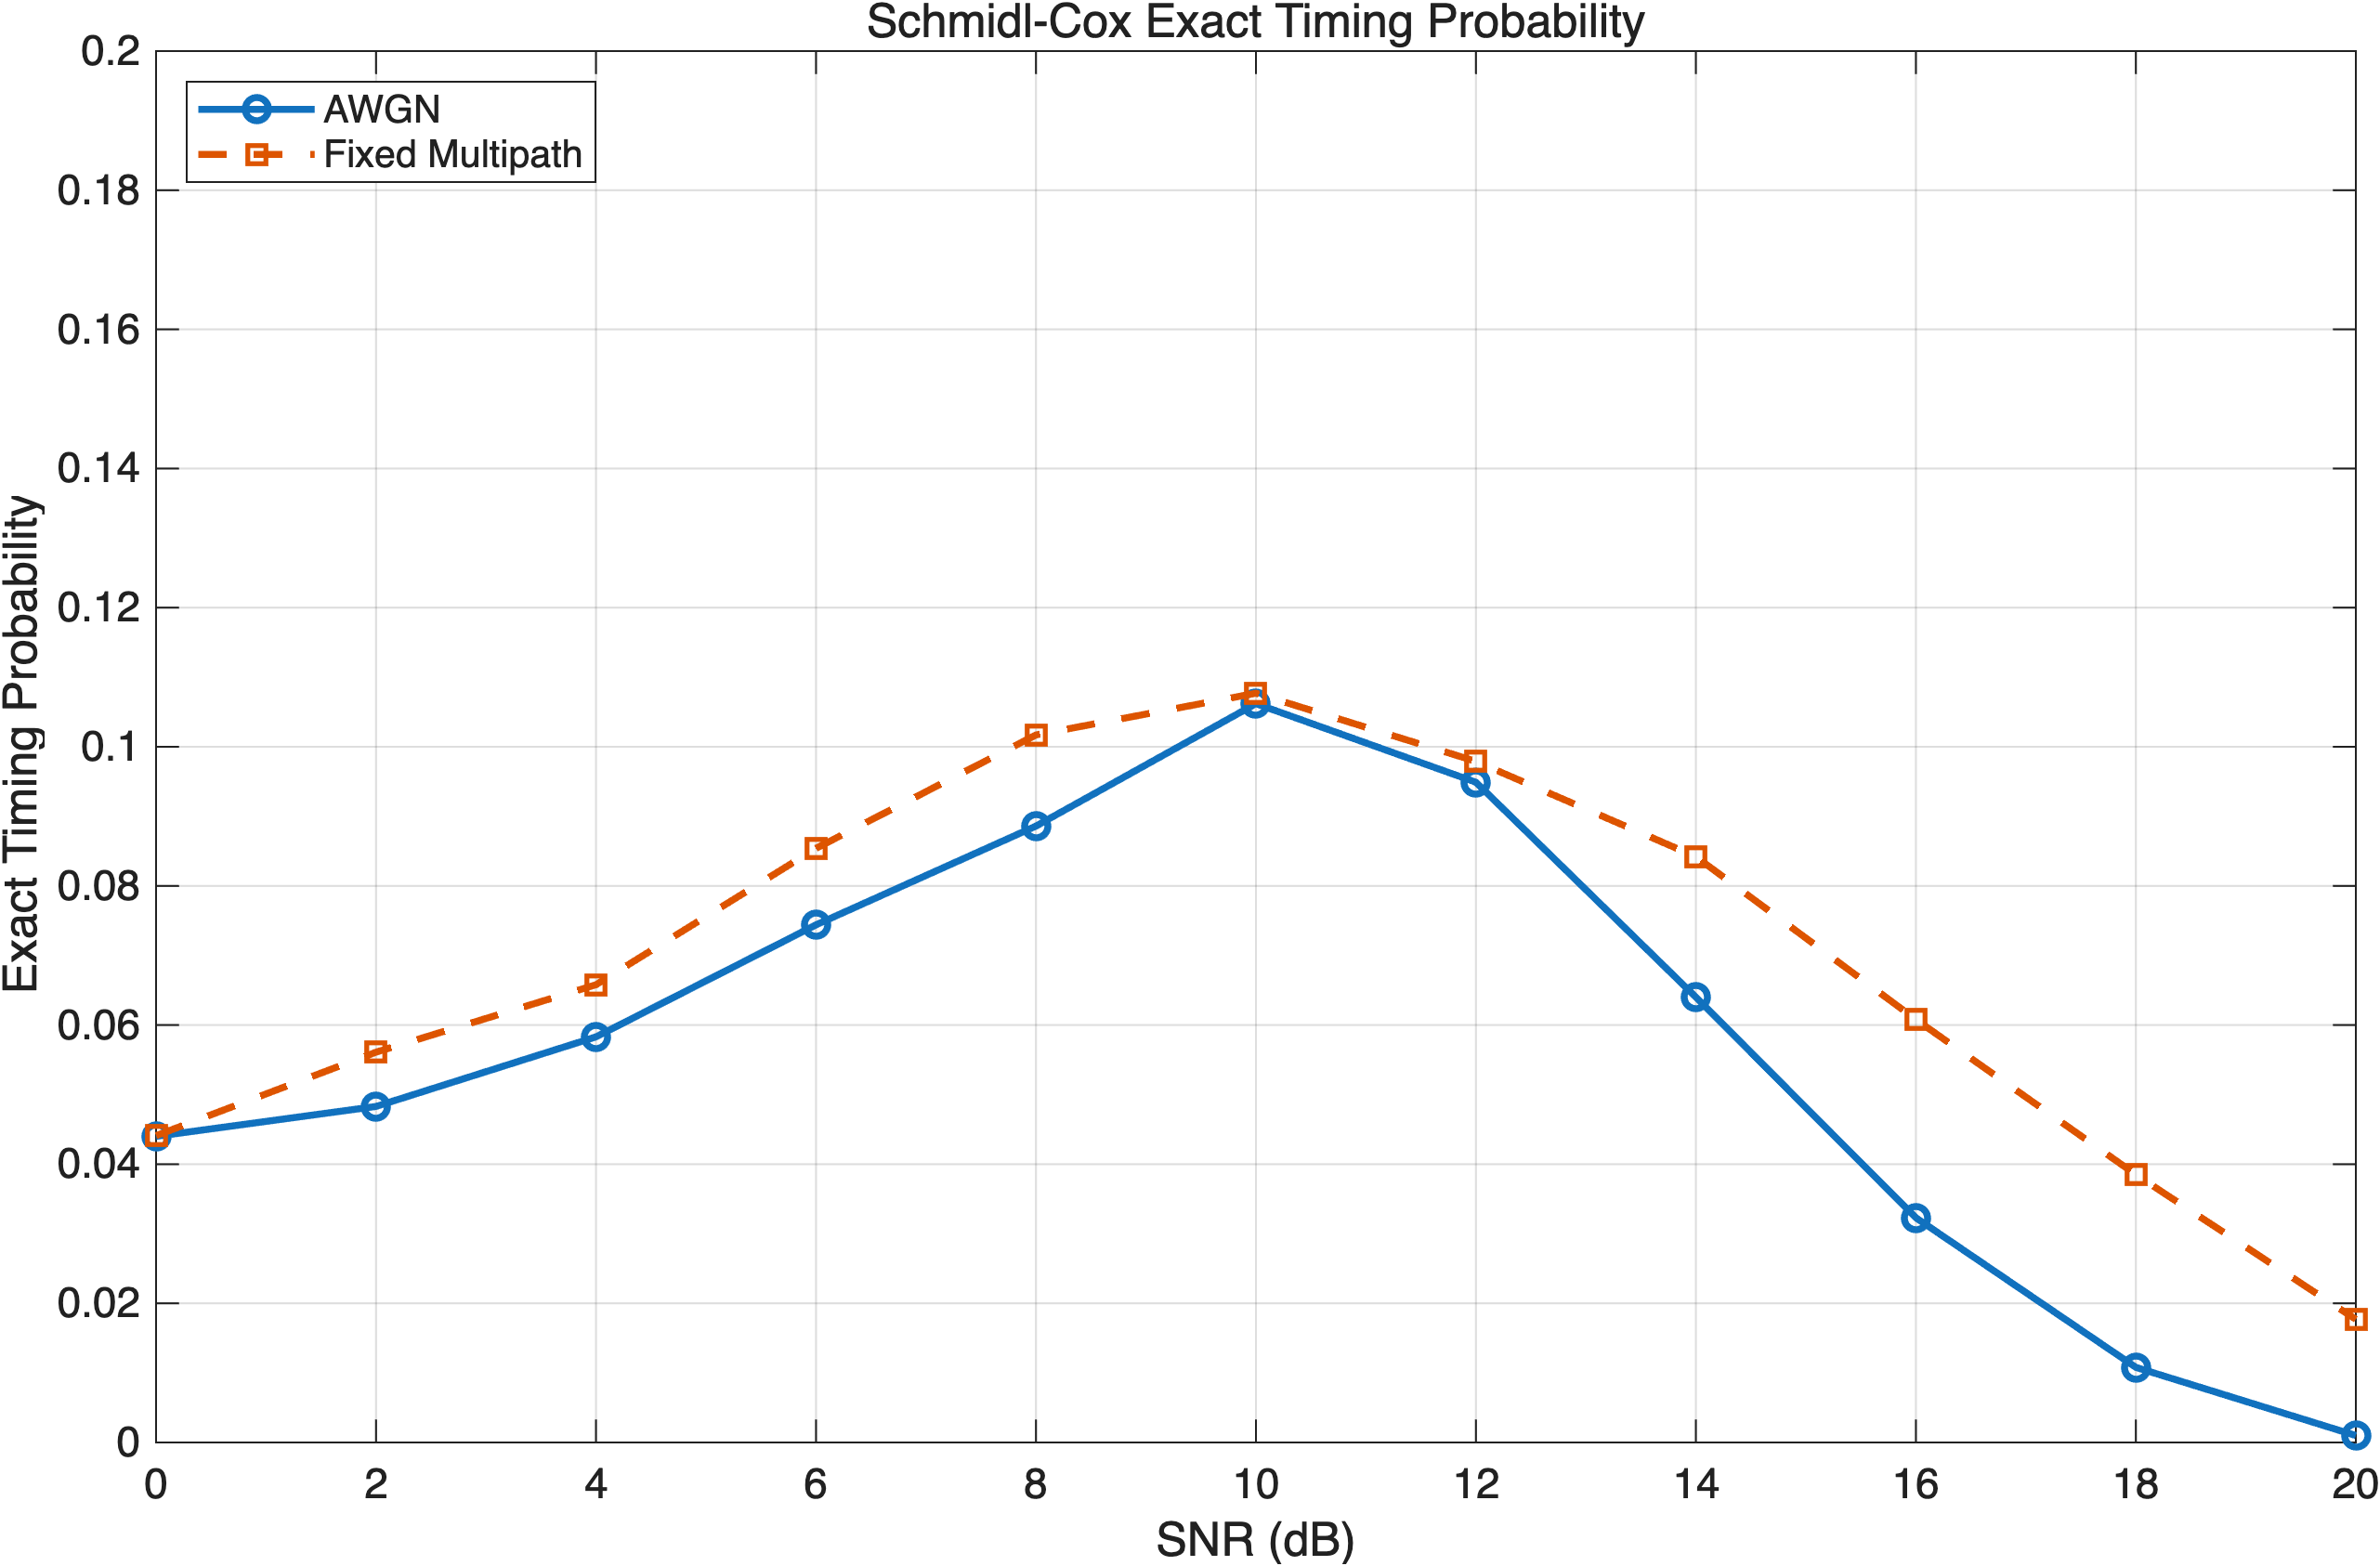 Schmidl-Cox Exact Timing Probability
AWGN
Fixed Multipath
Exact Timing Probability
0.2
0.18
0.16
0.14
0.12
0.1
0.08
0.06
0.04
0.02
0
0 2 4 6 8 10 12 14 16 18 20
SNR (dB)